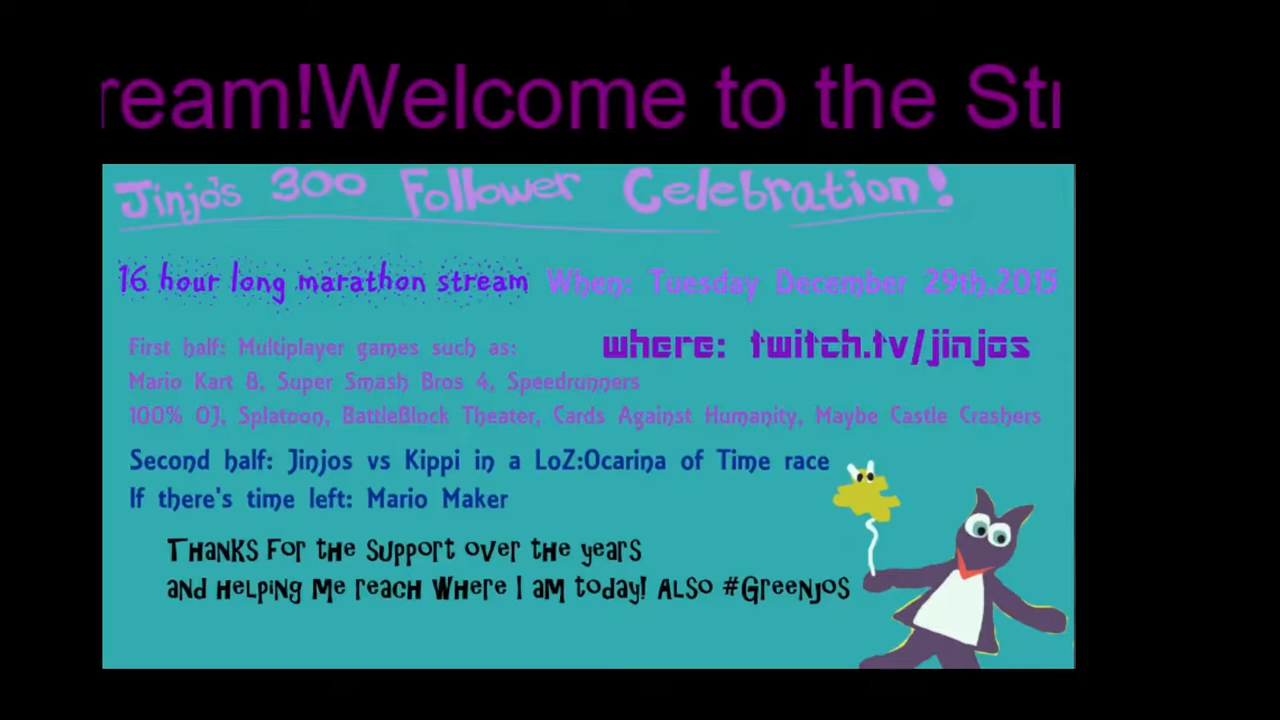 ream!Welcome to the St
Jinjo's 300 Follower Celebration!
16 hour long marathon stream When: Tuesday December 29th,2015
where: twitch.tv/jinjos
First half: Multiplayer games such as:
Mario Kart 8, Super Smash Bros 4, Speedrunners
100% OJ, Splatoon, BattleBlock Theater, Cards Against Humanity, Maybe Castle Crashers
Second half: Jinjos vs Kippi in a LoZ:Ocarina of Time race
If there's time left: Mario Maker
THANKS For the support over the years
and HELPING Me reach Where I am today! ALSO #Greenjos